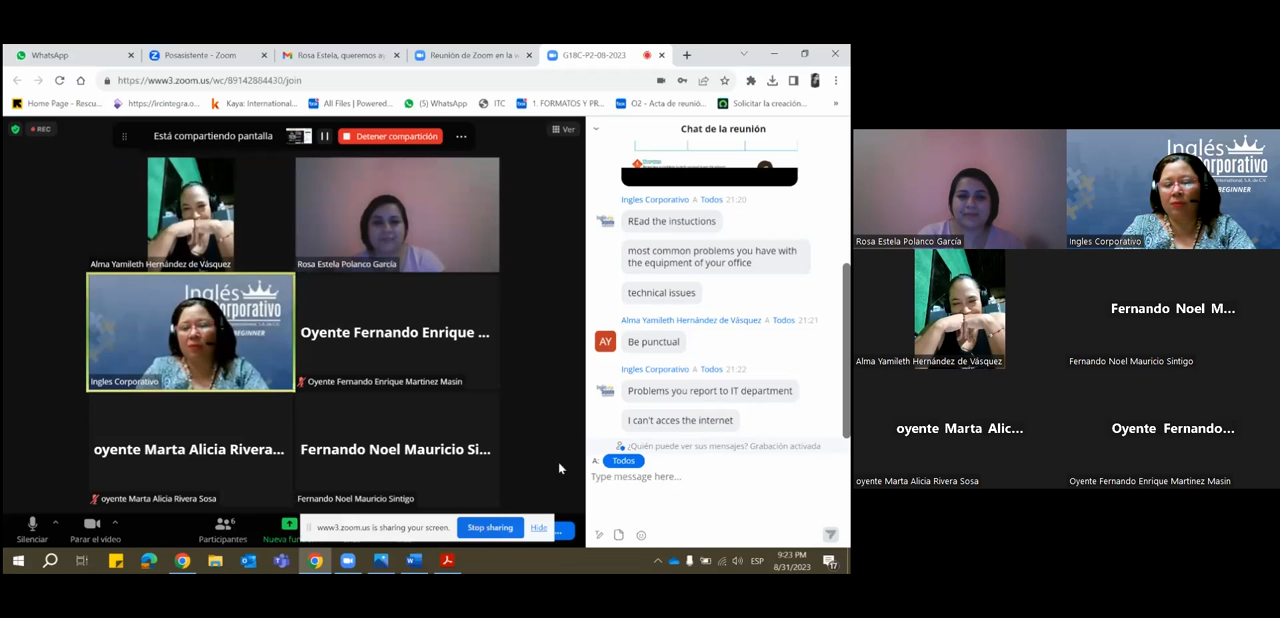 WhatsApp
Posasistente - Zoom
Rosa Estela, queremos ay
Reunión de Zoom en la w
G18C-P2-08-2023
https://www3.zoom.us/wc/89142884430/join
Home Page - Rescu...
https://ircintegra.o...
Kaya: International...
All Files | Powered...
(5) WhatsApp
ITC
1. FORMATOS Y PR...
O2 - Acta de reunió...
Solicitar la creación...
»
REC
Está compartiendo pantalla
Detener compartición
Ver
Alma Yamileth Hernández de Vásquez
Rosa Estela Polanco García
Inglés
Corporativo
BEGINNER
Ingles Corporativo
Oyente Fernando Enrique ...
Oyente Fernando Enrique Martinez Masin
oyente Marta Alicia Rivera...
oyente Marta Alicia Rivera Sosa
Fernando Noel Mauricio Si...
Fernando Noel Mauricio Sintigo
Silenciar
Parar el vídeo
6
Participantes
www3.zoom.us is sharing your screen.
Stop sharing
Hide
Chat de la reunión
Ingles Corporativo A Todos 21:20
REad the instuctions
most common problems you have with
the equipment of your office
technical issues
Alma Yamileth Hernández de Vásquez A Todos 21:21
AY
Be punctual
Ingles Corporativo A Todos 21:22
Problems you report to IT department
I can't acces the internet
¿Quién puede ver sus mensajes? Grabación activada
A: Todos
Type message here...
ESP
9:23 PM
8/31/2023
17
Rosa Estela Polanco García
Inglés
Corporativo
International, S.A. de C.V.
BEGINNER
Ingles Corporativo
Alma Yamileth Hernández de Vásquez
Fernando Noel M...
Fernando Noel Mauricio Sintigo
oyente Marta Alic...
oyente Marta Alicia Rivera Sosa
Oyente Fernando...
Oyente Fernando Enrique Martinez Masin